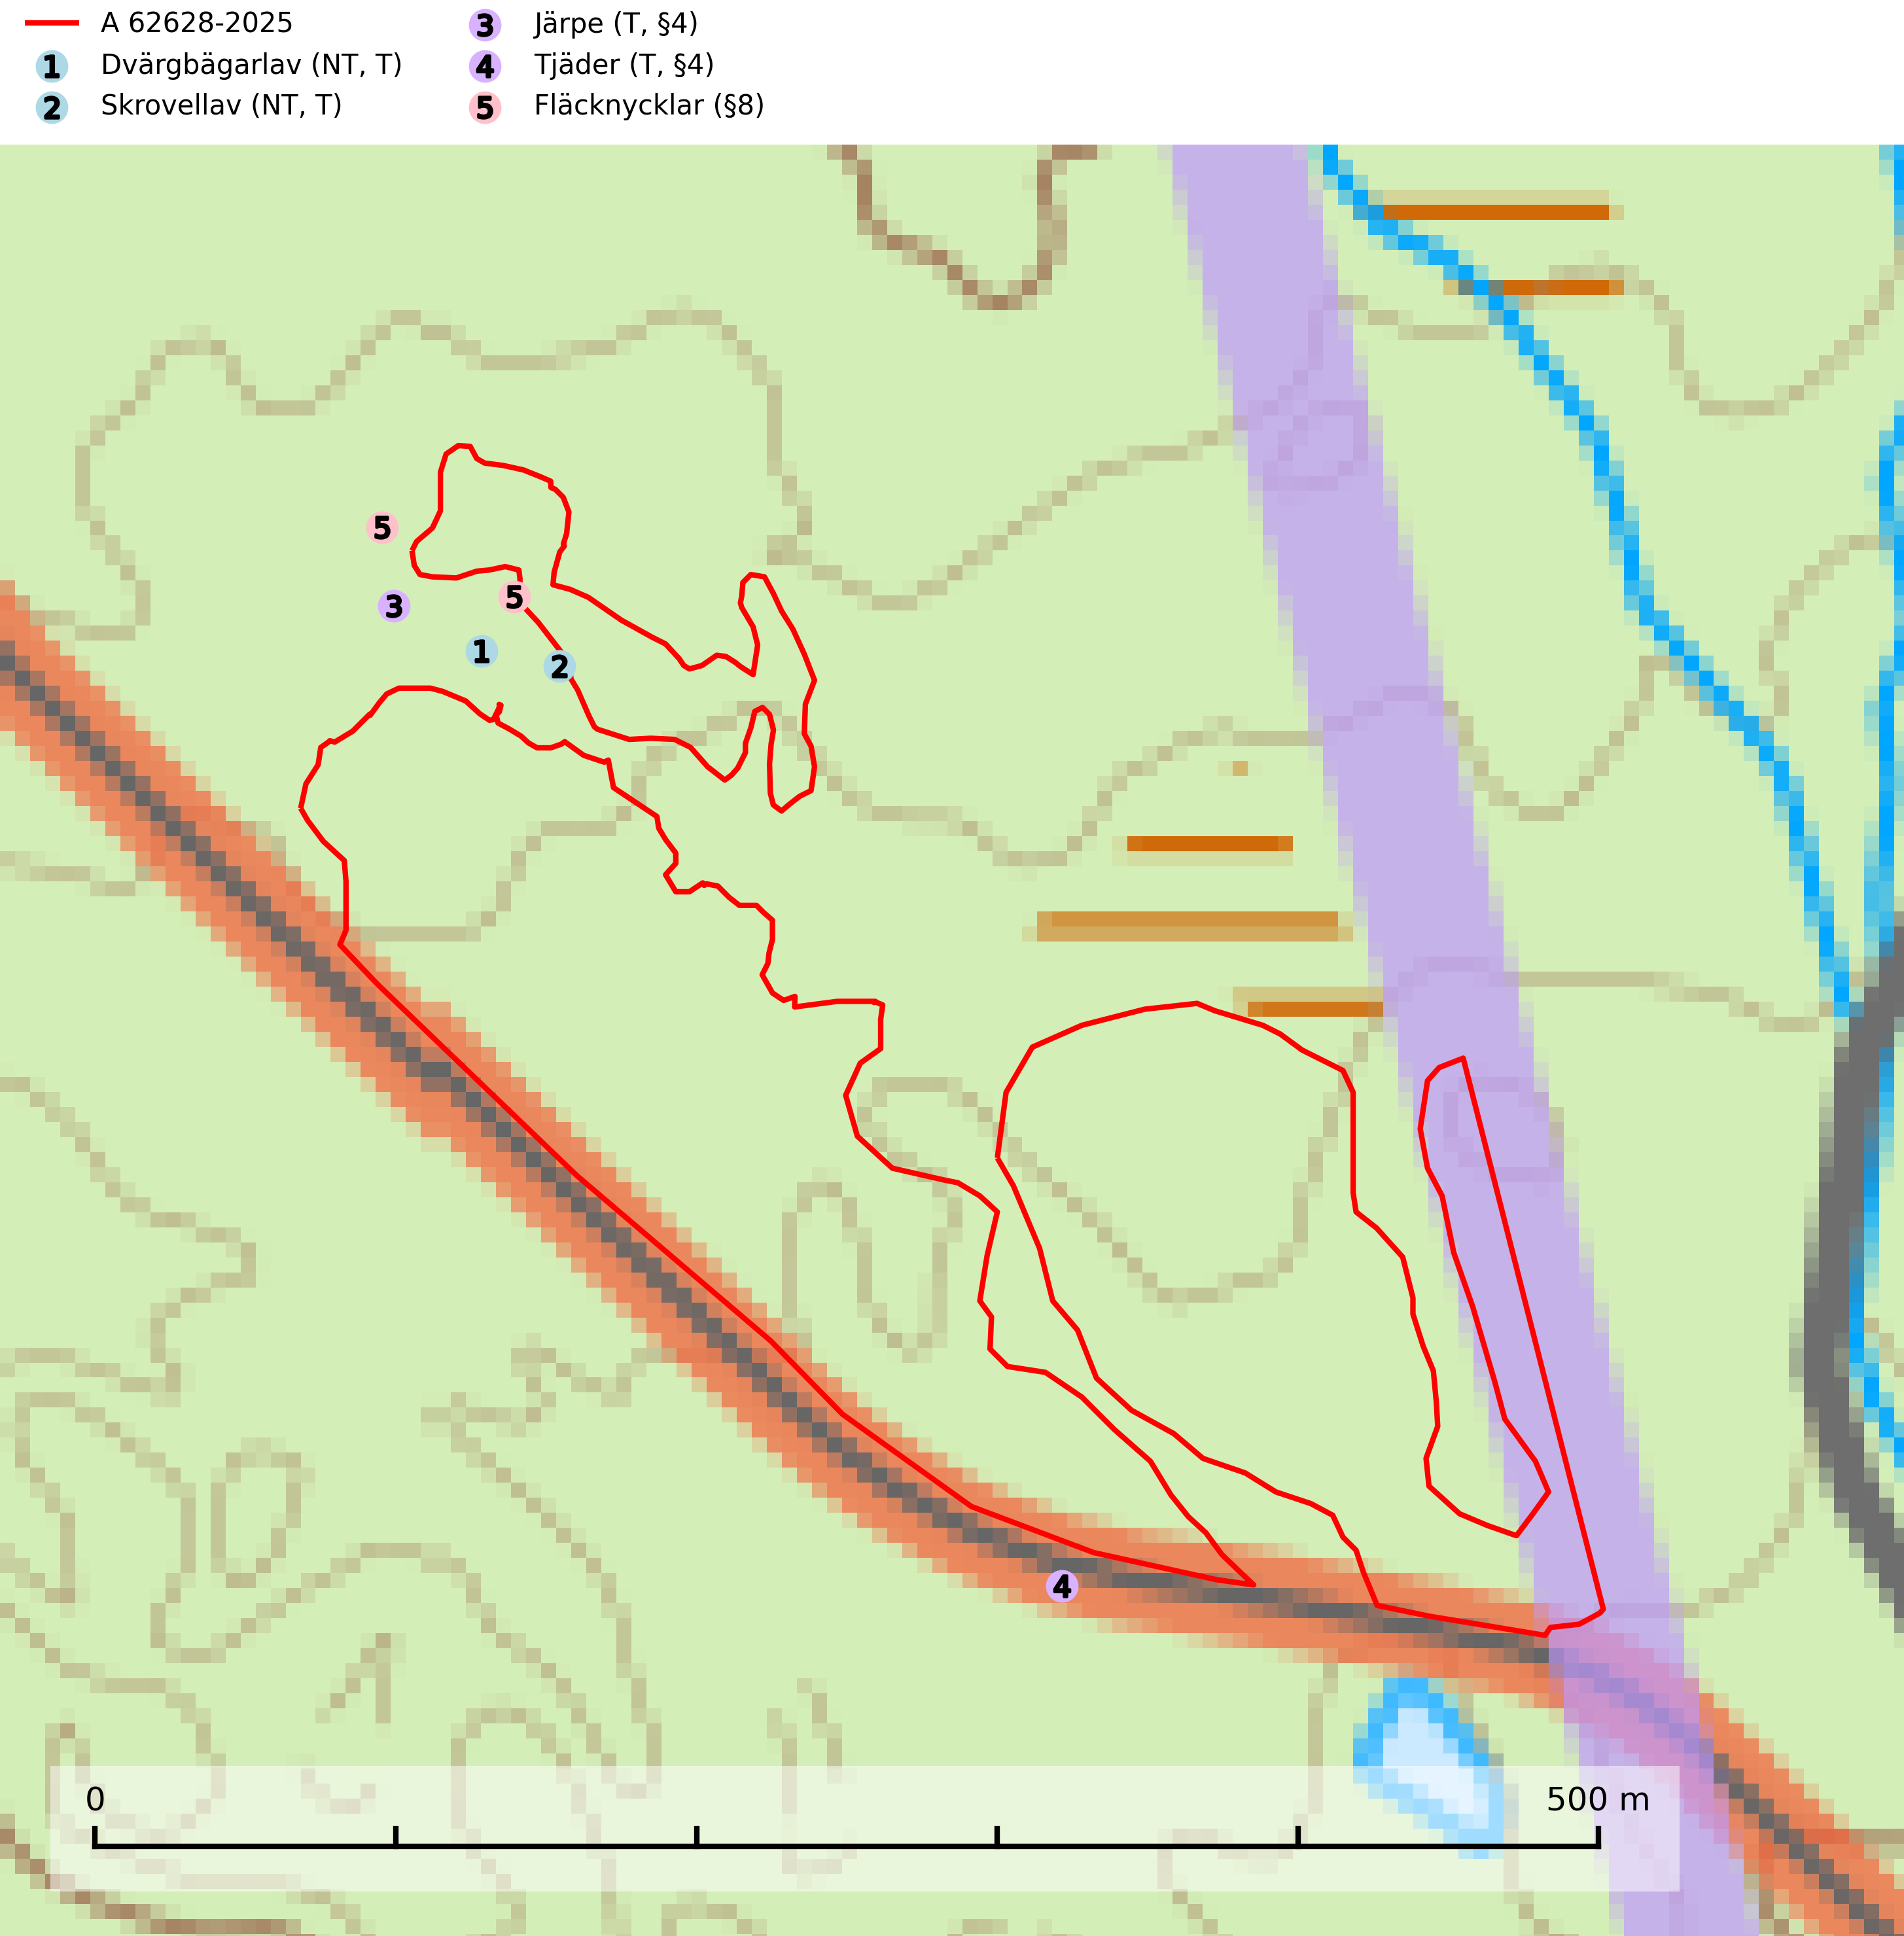 A 62628-2025
1 Dvärgbägarlav (NT, T)
2 Skrovellav (NT, T)
3 Järpe (T, §4)
4 Tjäder (T, §4)
5 Fläcknycklar (§8)
5
3
5
1
2
4
0 500 m